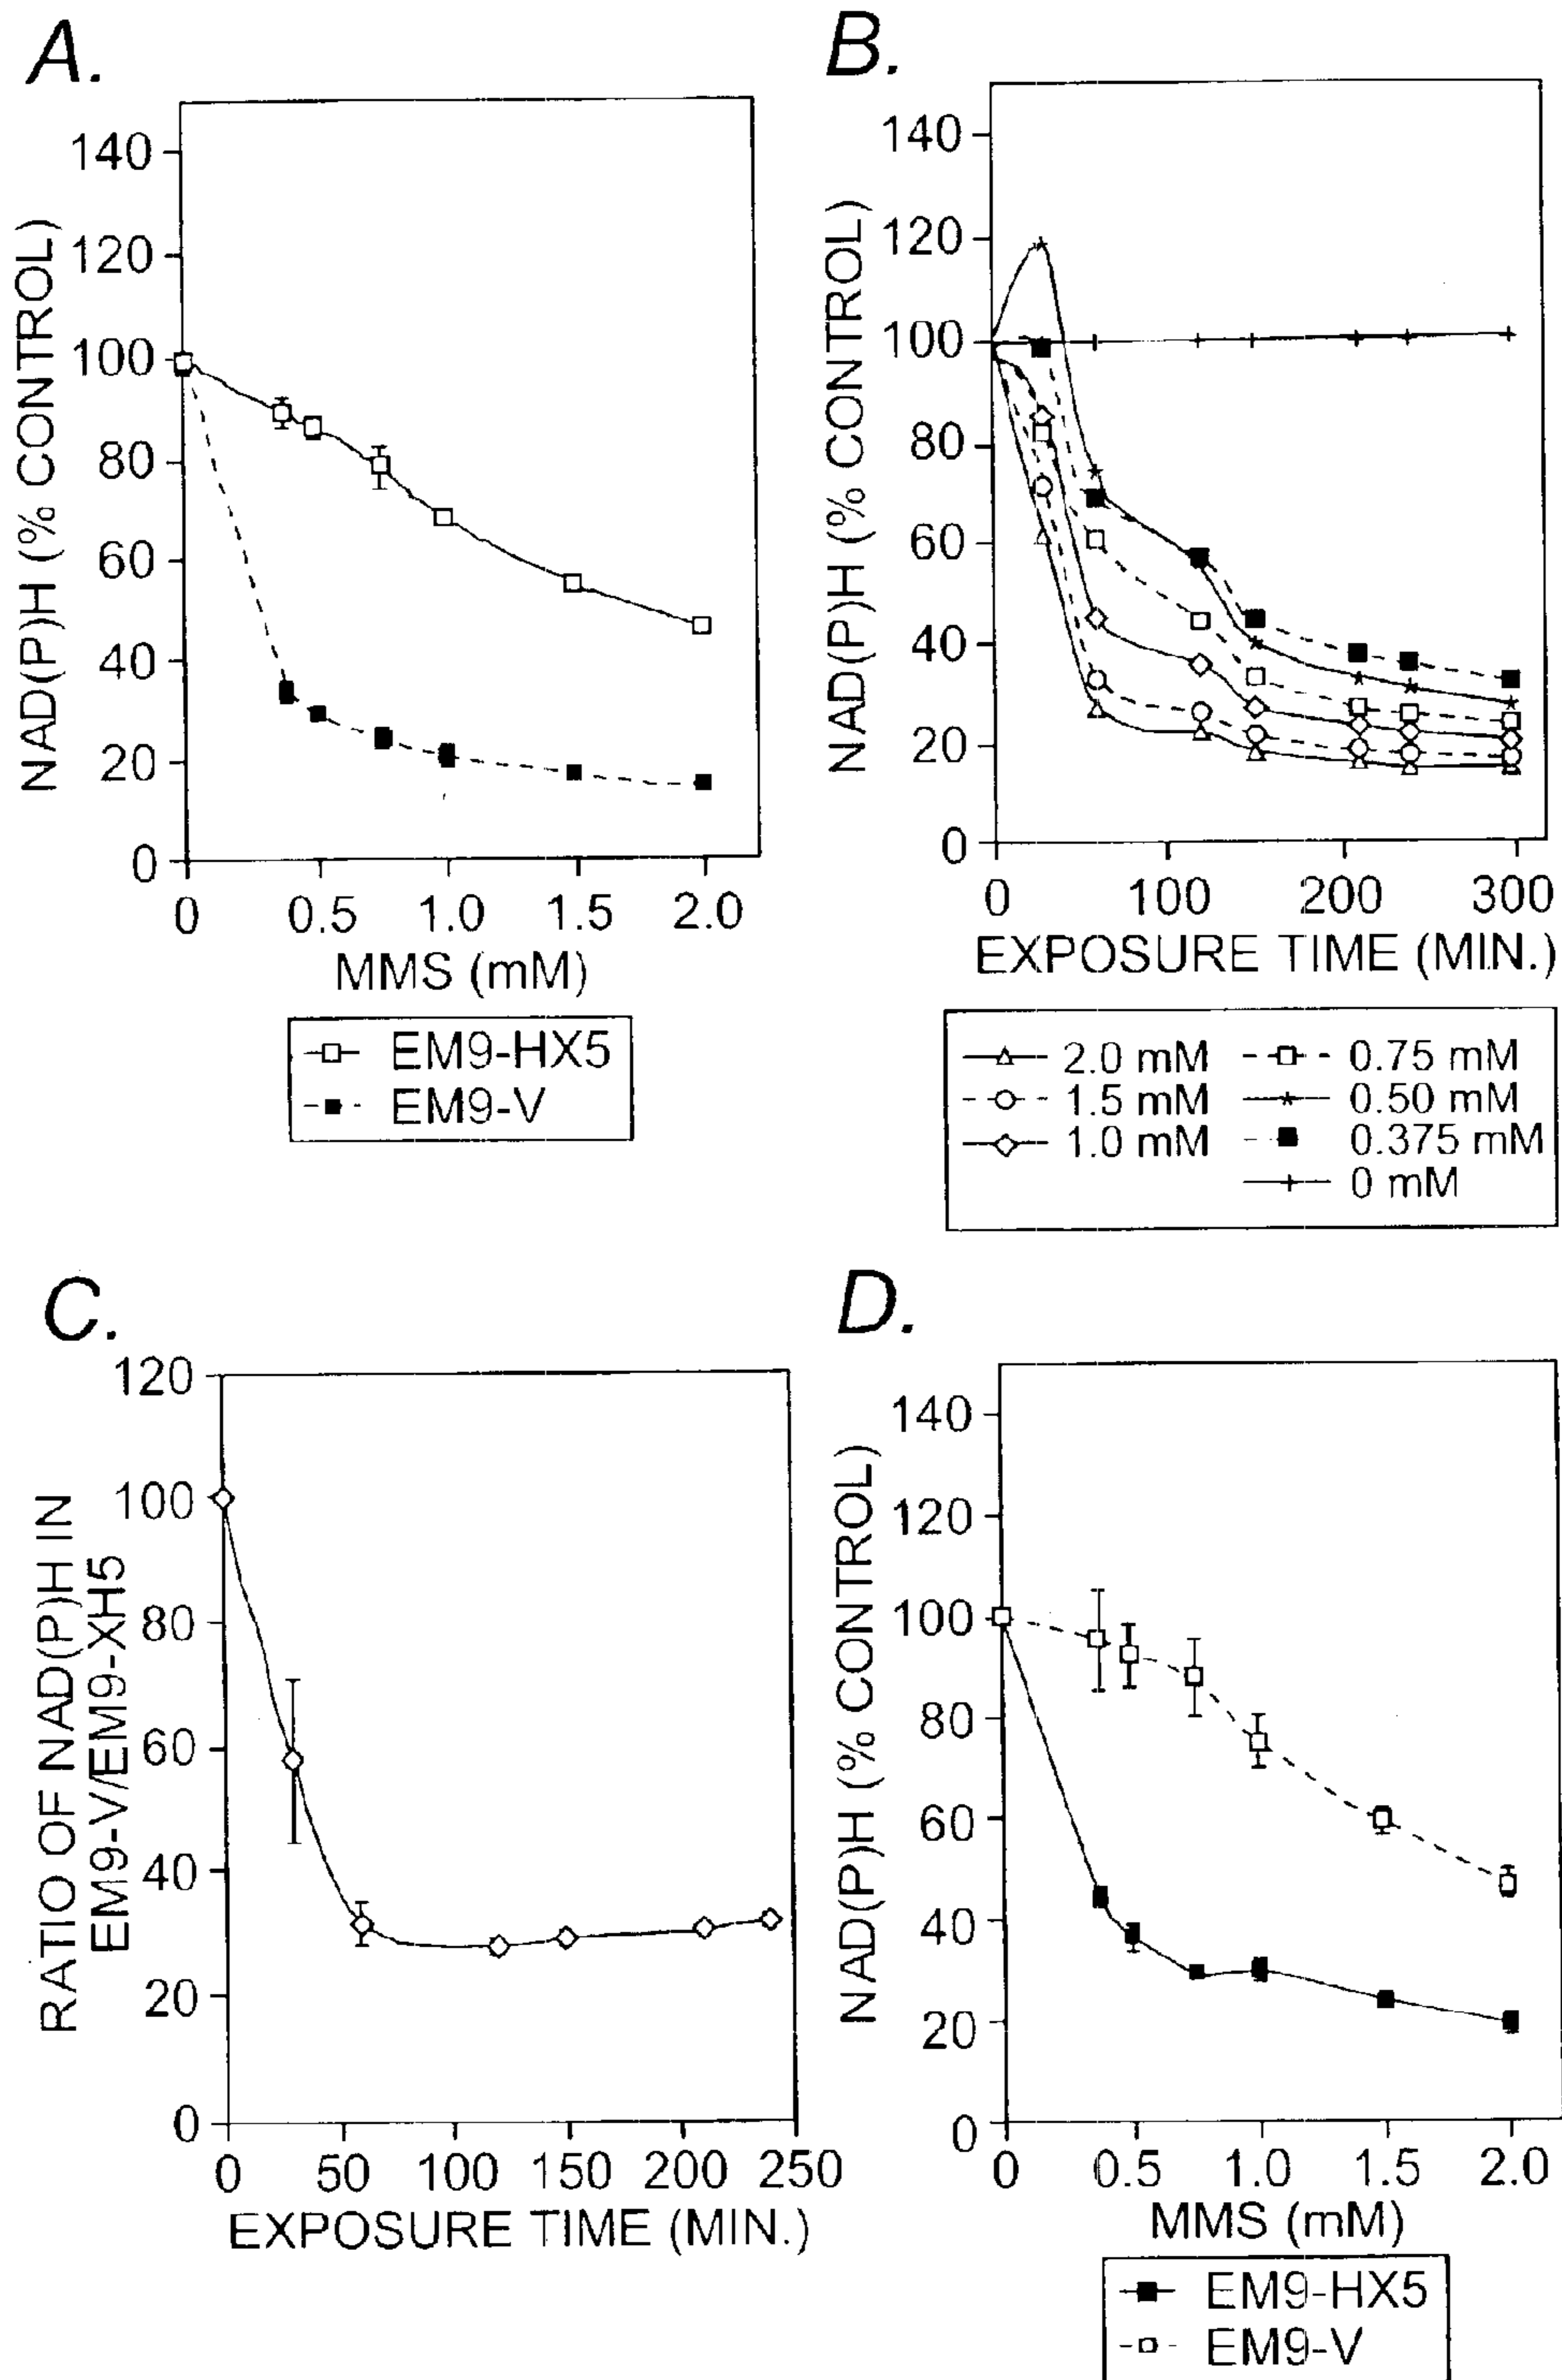 A.
NAD(P)H (% CONTROL)
140
120
100
80
60
40
20
0
0 0.5 1.0 1.5 2.0
MMS (mM)
EM9-HX5
EM9-V
B.
NAD(P)H (% CONTROL)
140
120
100
80
60
40
20
0
0 100 200 300
EXPOSURE TIME (MIN.)
2.0 mM
1.5 mM
1.0 mM
0.75 mM
0.50 mM
0.375 mM
0 mM
C.
RATIO OF NAD(P)H IN
EM9-V/EM9-XH5
120
100
80
60
40
20
0
0 50 100 150 200 250
EXPOSURE TIME (MIN.)
D.
NAD(P)H (% CONTROL)
140
120
100
80
60
40
20
0
0 0.5 1.0 1.5 2.0
MMS (mM)
EM9-HX5
EM9-V